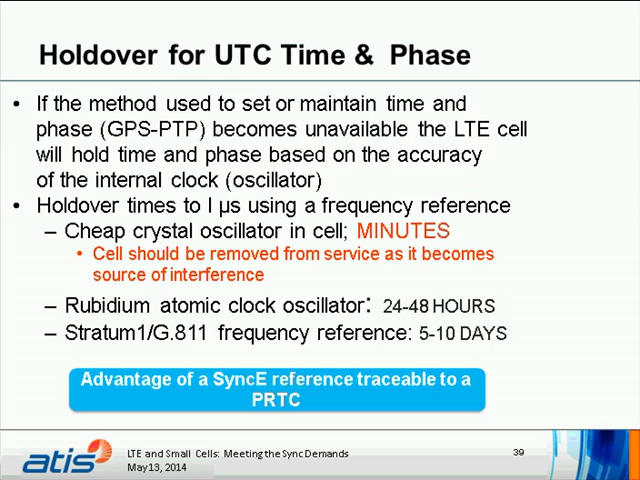 Holdover for UTC Time & Phase
• If the method used to set or maintain time and
phase (GPS-PTP) becomes unavailable the LTE cell
will hold time and phase based on the accuracy
of the internal clock (oscillator)
• Holdover times to I µs using a frequency reference
– Cheap crystal oscillator in cell; MINUTES
• Cell should be removed from service as it becomes
source of interference
– Rubidium atomic clock oscillator: 24-48 HOURS
– Stratum1/G.811 frequency reference: 5-10 DAYS
Advantage of a SyncE reference traceable to a
PRTC
atis
LTE and Small Cells: Meeting the Sync Demands
May13, 2014
39